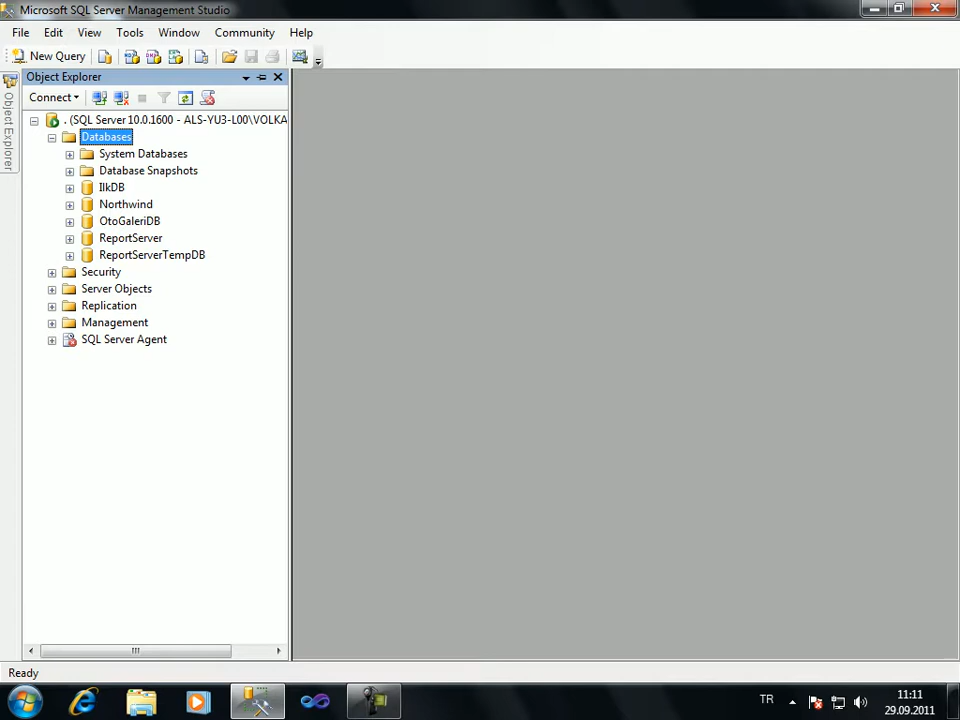 Microsoft SQL Server Management Studio
File Edit View Tools Window Community Help
New Query
Object Explorer
Object Explorer
Connect
. (SQL Server 10.0.1600 - ALS-YU3-L00\VOLKA
Databases
System Databases
Database Snapshots
IlkDB
Northwind
OtoGaleriDB
ReportServer
ReportServerTempDB
Security
Server Objects
Replication
Management
SQL Server Agent
Ready
TR
11:11
29.09.2011